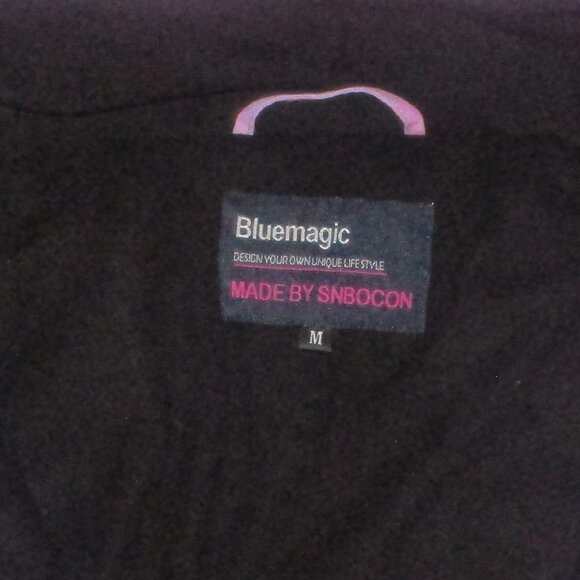 Bluemagic
DESIGN YOUR OWN UNIQUE LIFE STYLE
MADE BY SNBOCON
M